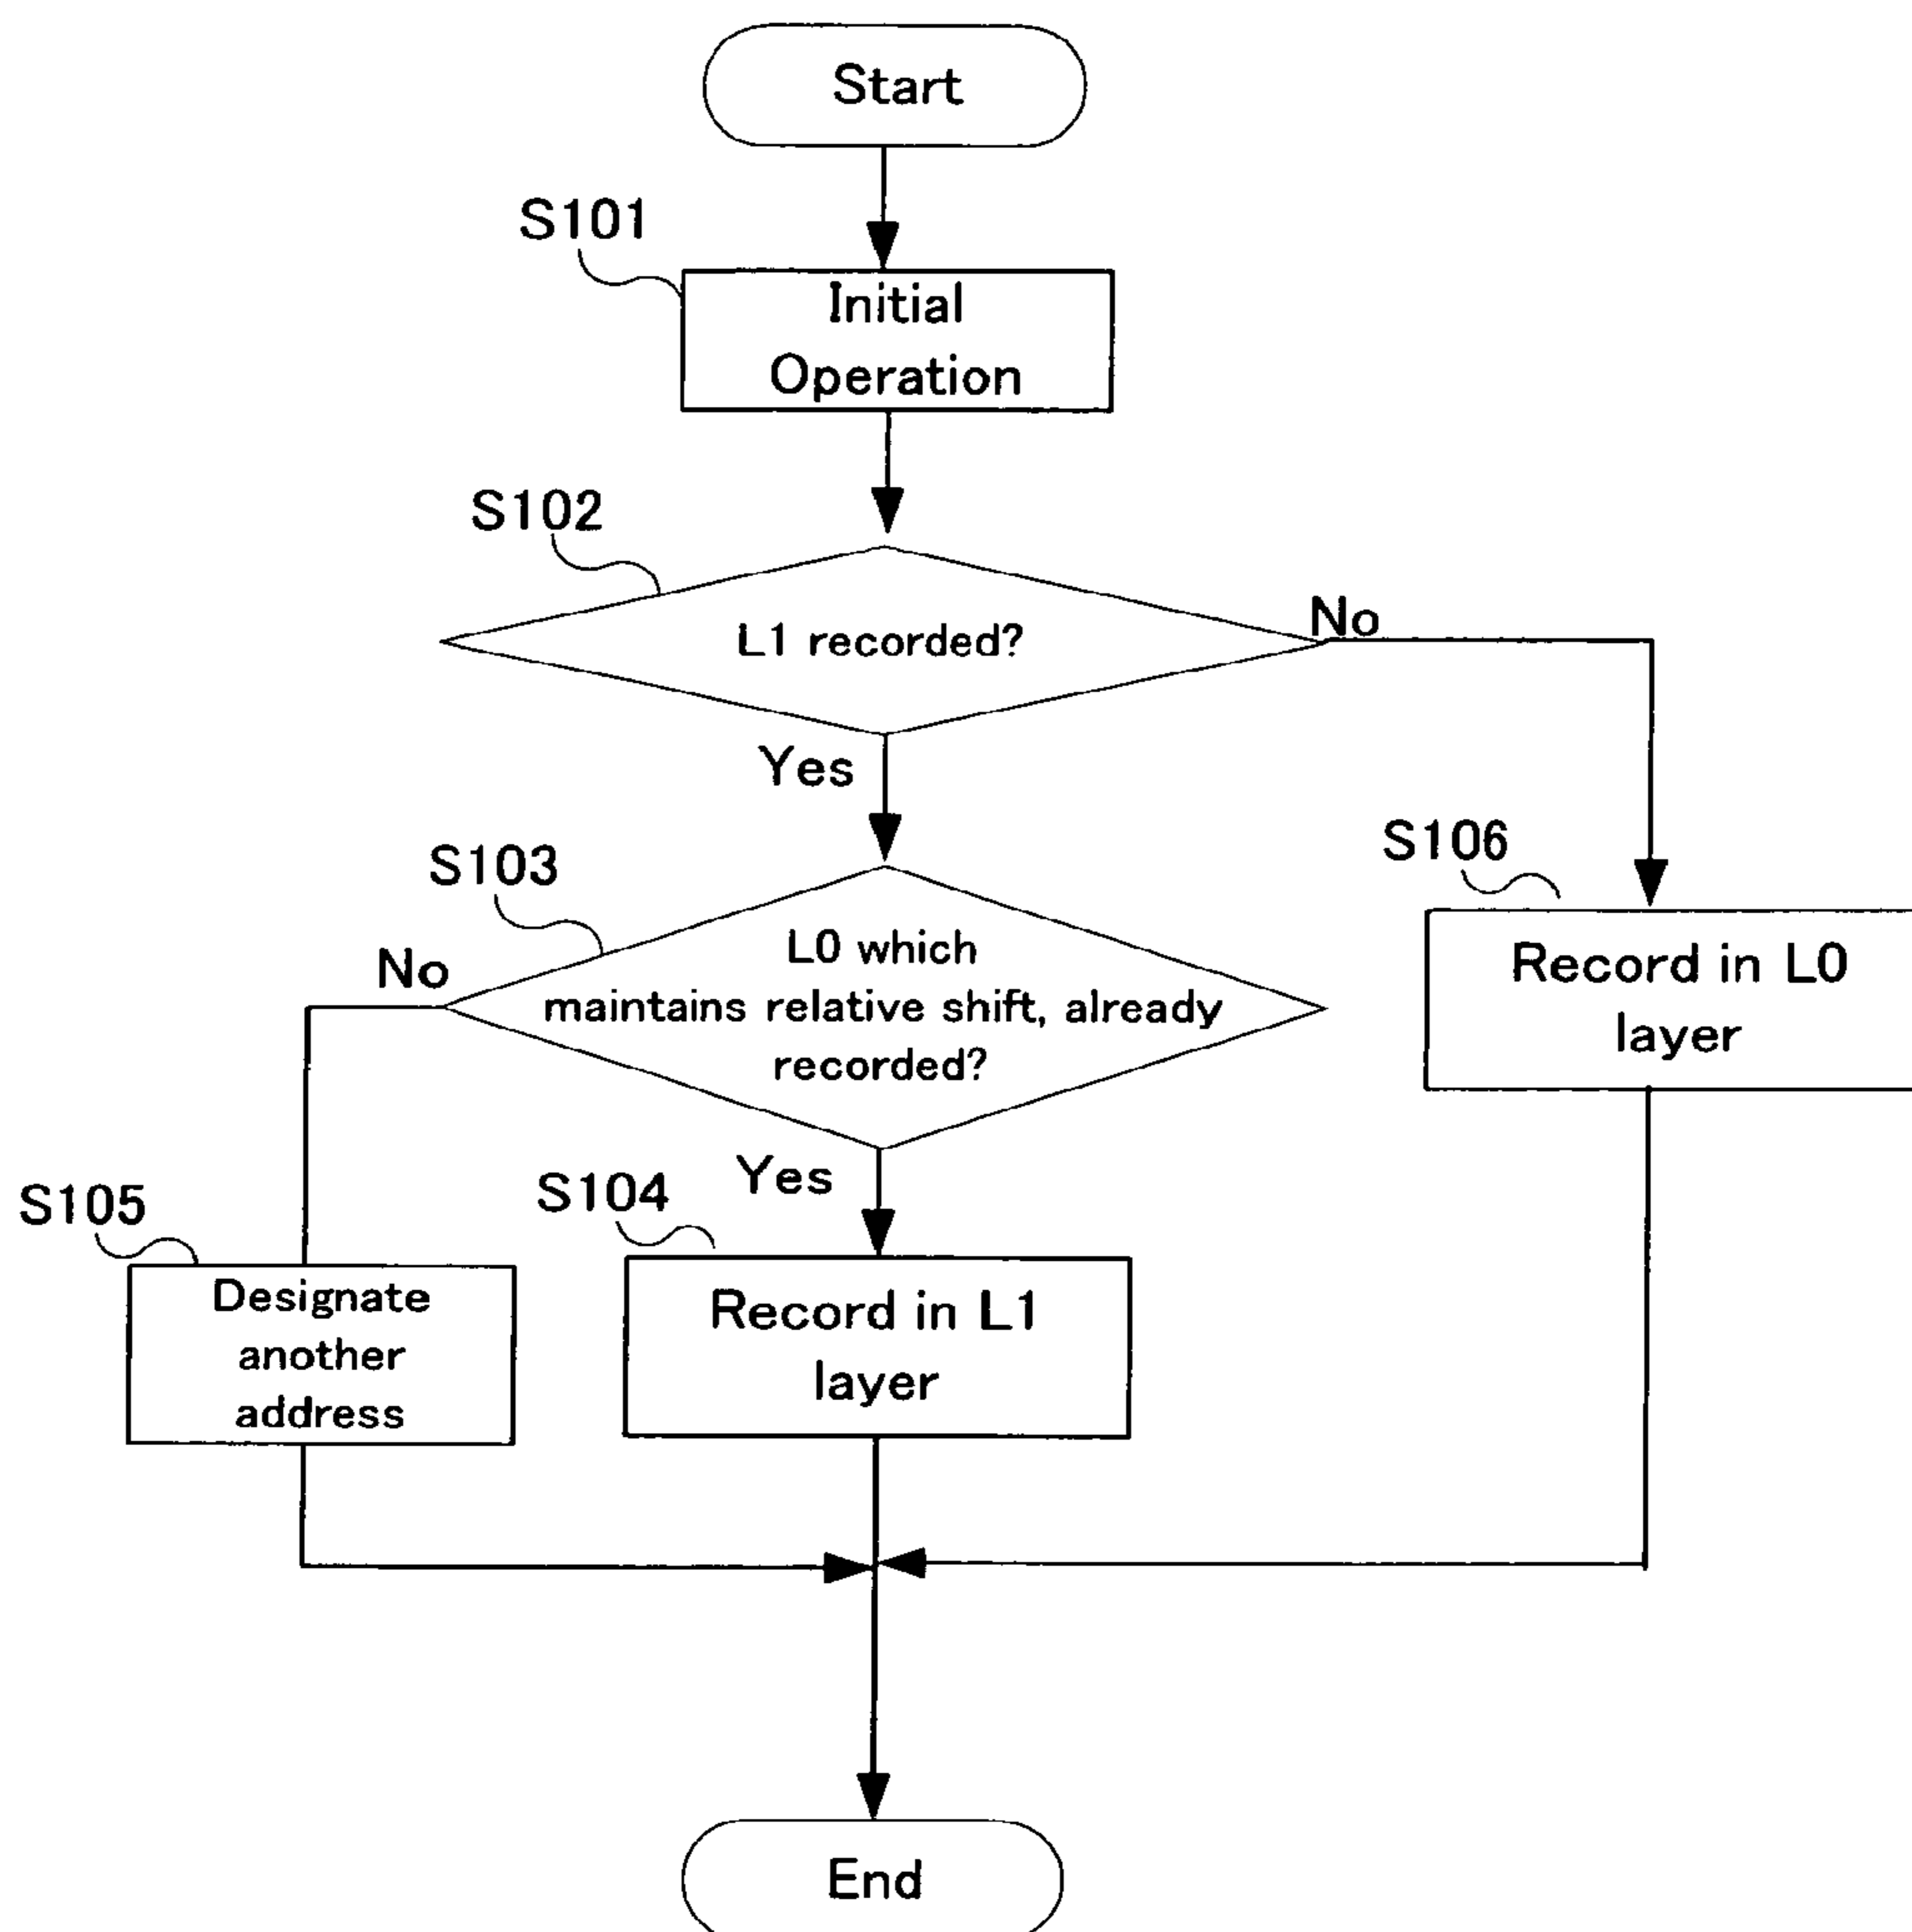 Start
S101
Initial
Operation
S102
L1 recorded?
No
Yes
S103
L0 which
maintains relative shift, already
recorded?
No
S106
Record in L0
layer
Yes
S105
Designate
another
address
S104
Record in L1
layer
End